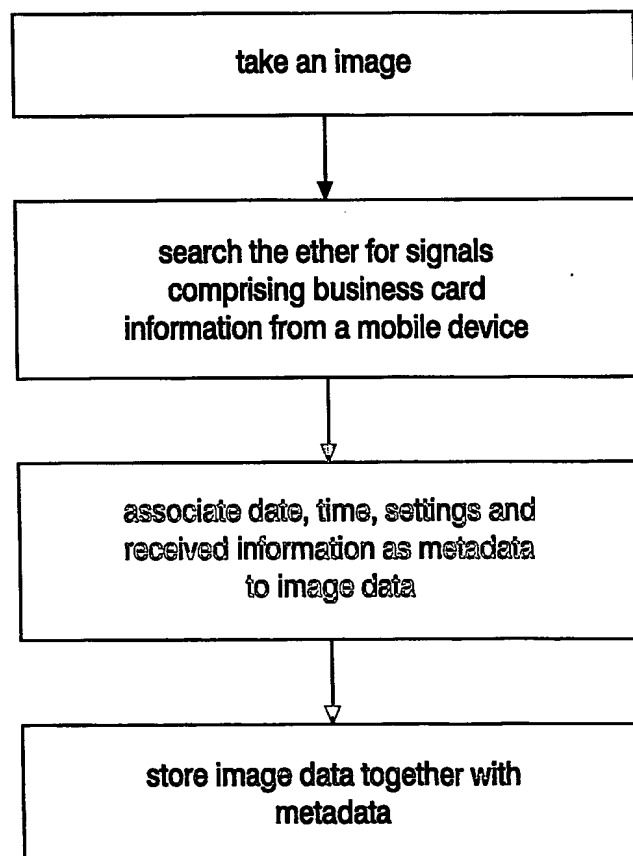 take an image
search the ether for signals
comprising business card
information from a mobile device
associate date, time, settings and
received information as metadata
to image data
store image data together with
metadata